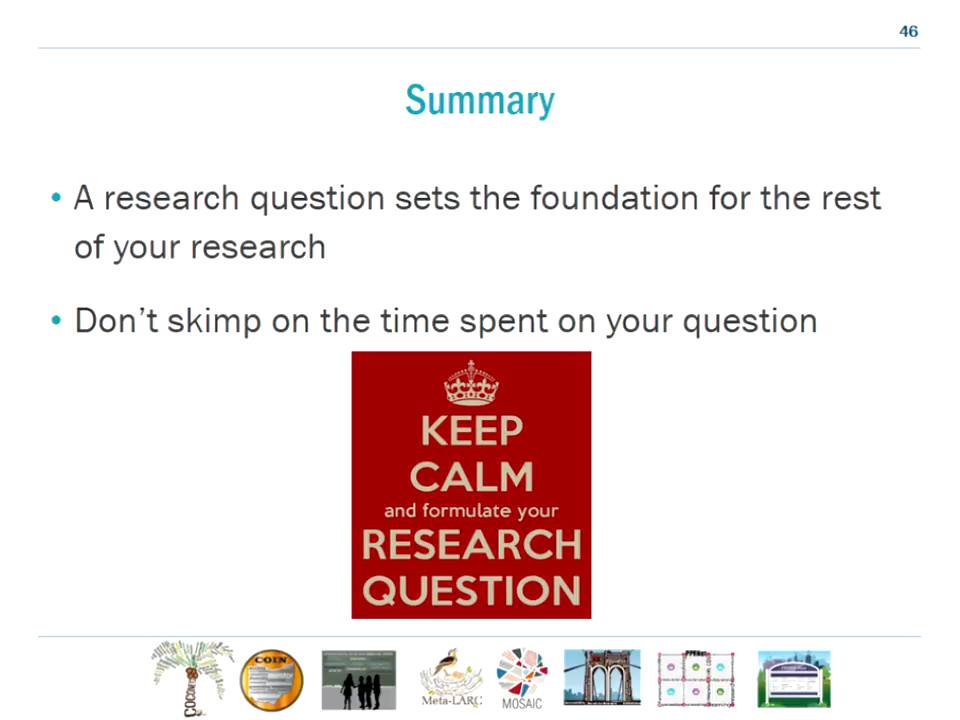 46
Summary
• A research question sets the foundation for the rest
of your research
• Don't skimp on the time spent on your question
KEEP
CALM
and formulate your
RESEARCH
QUESTION
COIN
Meta-LARC
MOSAIC